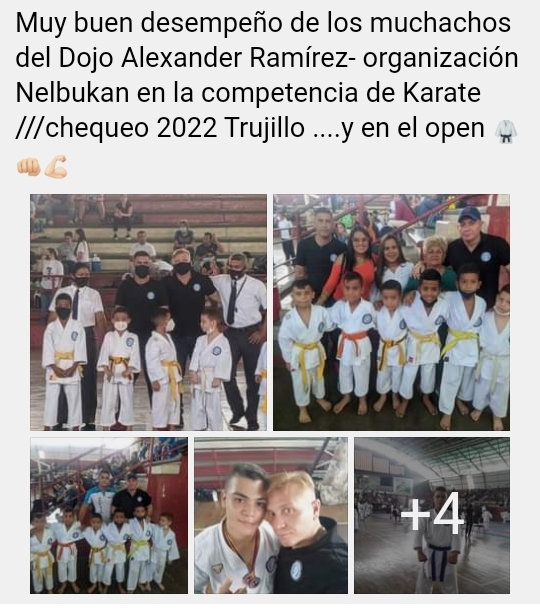 Muy buen desempeño de los muchachos
del Dojo Alexander Ramírez- organización
Nelbukan en la competencia de Karate
///chequeo 2022 Trujillo ....y en el open 🥋
👊🏻💪🏻
+4